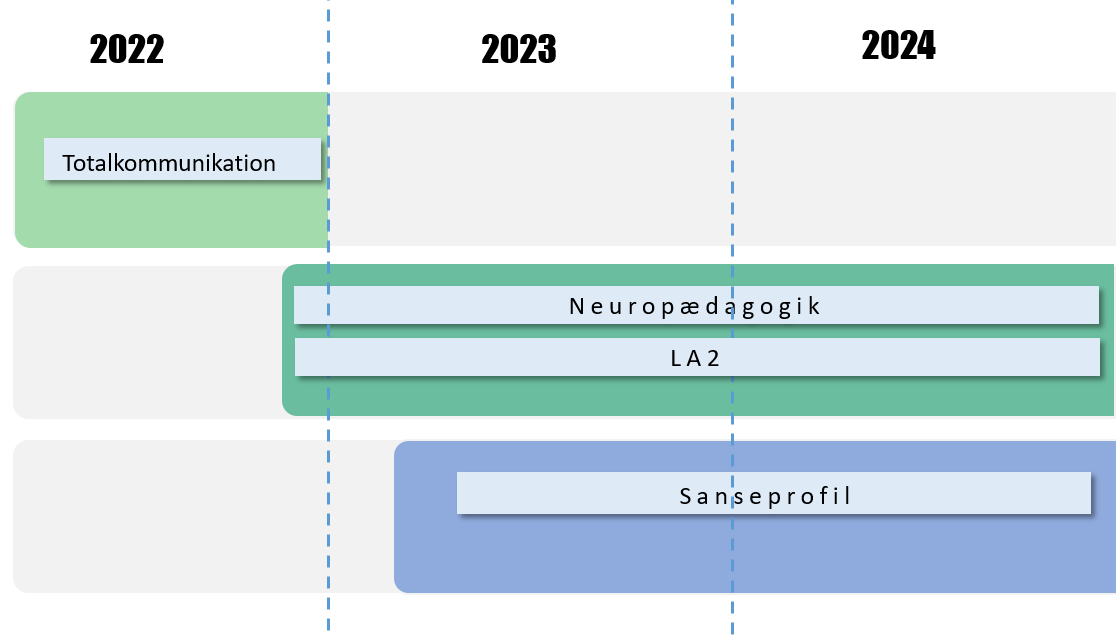 2022 2023 2024
Totalkommunikation
Neuropædagogik
LA2
Sanseprofil